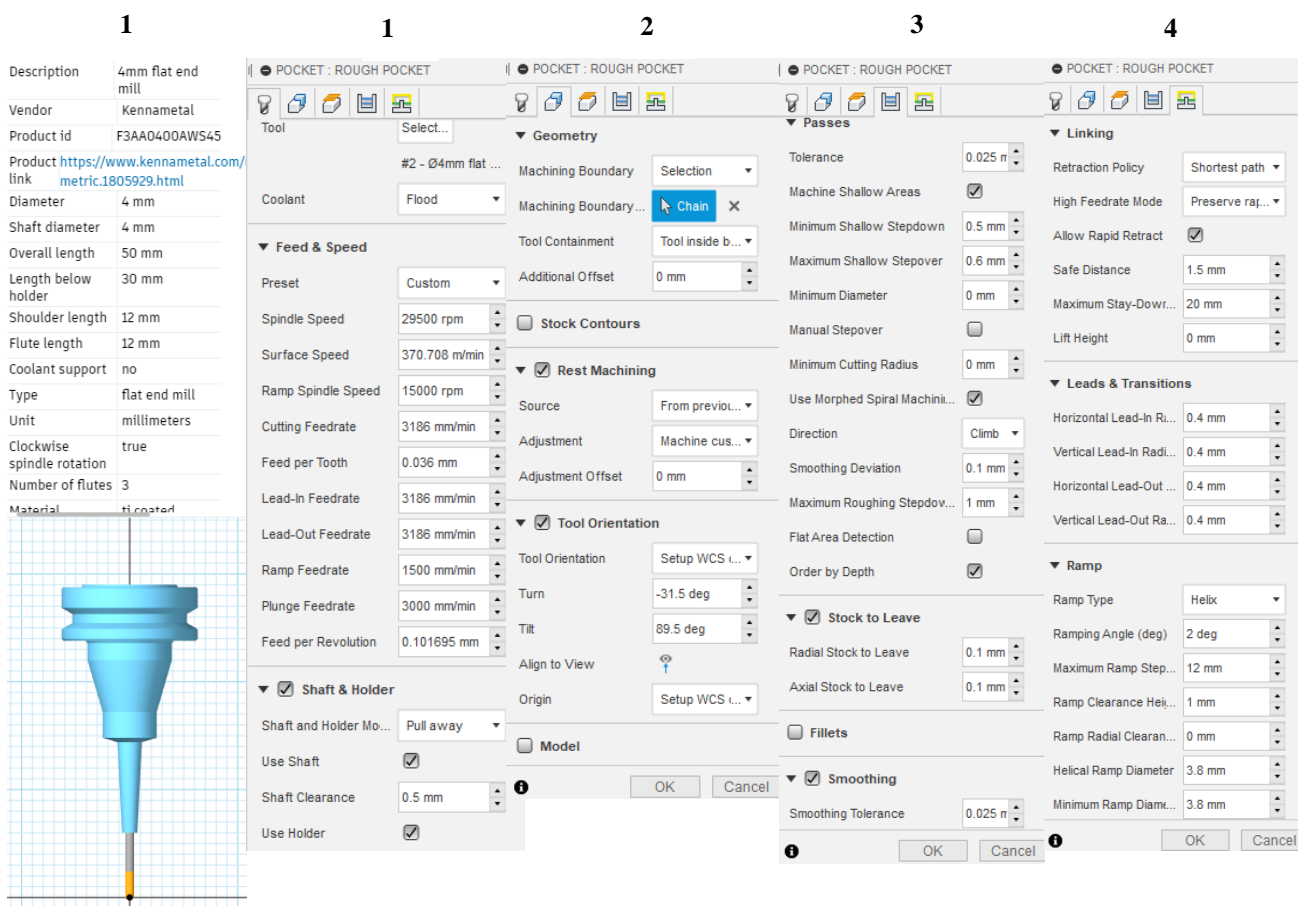 1
1
2
3
4
Description 4mm flat end
mill
Vendor Kennametal
Product id F3AA0400AWS45
Product https://www.kennametal.com/
link metric.1805929.html
Diameter 4 mm
Shaft diameter 4 mm
Overall length 50 mm
Length below 30 mm
holder
Shoulder length 12 mm
Flute length 12 mm
Coolant support no
Type flat end mill
Unit millimeters
Clockwise true
spindle rotation
Number of flutes 3
Material ti coated
POCKET : ROUGH POCKET
Tool Select...
#2 - Ø4mm flat ...
Coolant Flood
Feed & Speed
Preset Custom
Spindle Speed 29500 rpm
Surface Speed 370.708 m/min
Ramp Spindle Speed 15000 rpm
Cutting Feedrate 3186 mm/min
Feed per Tooth 0.036 mm
Lead-In Feedrate 3186 mm/min
Lead-Out Feedrate 3186 mm/min
Ramp Feedrate 1500 mm/min
Plunge Feedrate 3000 mm/min
Feed per Revolution 0.101695 mm
Shaft & Holder
Shaft and Holder Mo... Pull away
Use Shaft
Shaft Clearance 0.5 mm
Use Holder
POCKET : ROUGH POCKET
Geometry
Machining Boundary Selection
Machining Boundary... Chain
Tool Containment Tool inside b...
Additional Offset 0 mm
Stock Contours
Rest Machining
Source From previou...
Adjustment Machine cus...
Adjustment Offset 0 mm
Tool Orientation
Tool Orientation Setup WCS ...
Turn -31.5 deg
Tilt 89.5 deg
Align to View
Origin Setup WCS ...
Model
OK Cancel
POCKET : ROUGH POCKET
Passes
Tolerance 0.025
Machine Shallow Areas
Minimum Shallow Stepdown 0.5 mm
Maximum Shallow Stepover 0.6 mm
Minimum Diameter 0 mm
Manual Stepover
Minimum Cutting Radius 0 mm
Use Morphed Spiral Machini...
Direction Climb
Smoothing Deviation 0.1 mm
Maximum Roughing Stepdov... 1 mm
Flat Area Detection
Order by Depth
Stock to Leave
Radial Stock to Leave 0.1 mm
Axial Stock to Leave 0.1 mm
Fillets
Smoothing
Smoothing Tolerance 0.025
OK Cancel
POCKET : ROUGH POCKET
Linking
Retraction Policy Shortest path
High Feedrate Mode Preserve rap...
Allow Rapid Retract
Safe Distance 1.5 mm
Maximum Stay-Down... 20 mm
Lift Height 0 mm
Leads & Transitions
Horizontal Lead-In Ra... 0.4 mm
Vertical Lead-In Radi... 0.4 mm
Horizontal Lead-Out ... 0.4 mm
Vertical Lead-Out Ra... 0.4 mm
Ramp
Ramp Type Helix
Ramping Angle (deg) 2 deg
Maximum Ramp Step... 12 mm
Ramp Clearance Hei... 1 mm
Ramp Radial Clearan... 0 mm
Helical Ramp Diameter 3.8 mm
Minimum Ramp Diame... 3.8 mm
OK Cancel